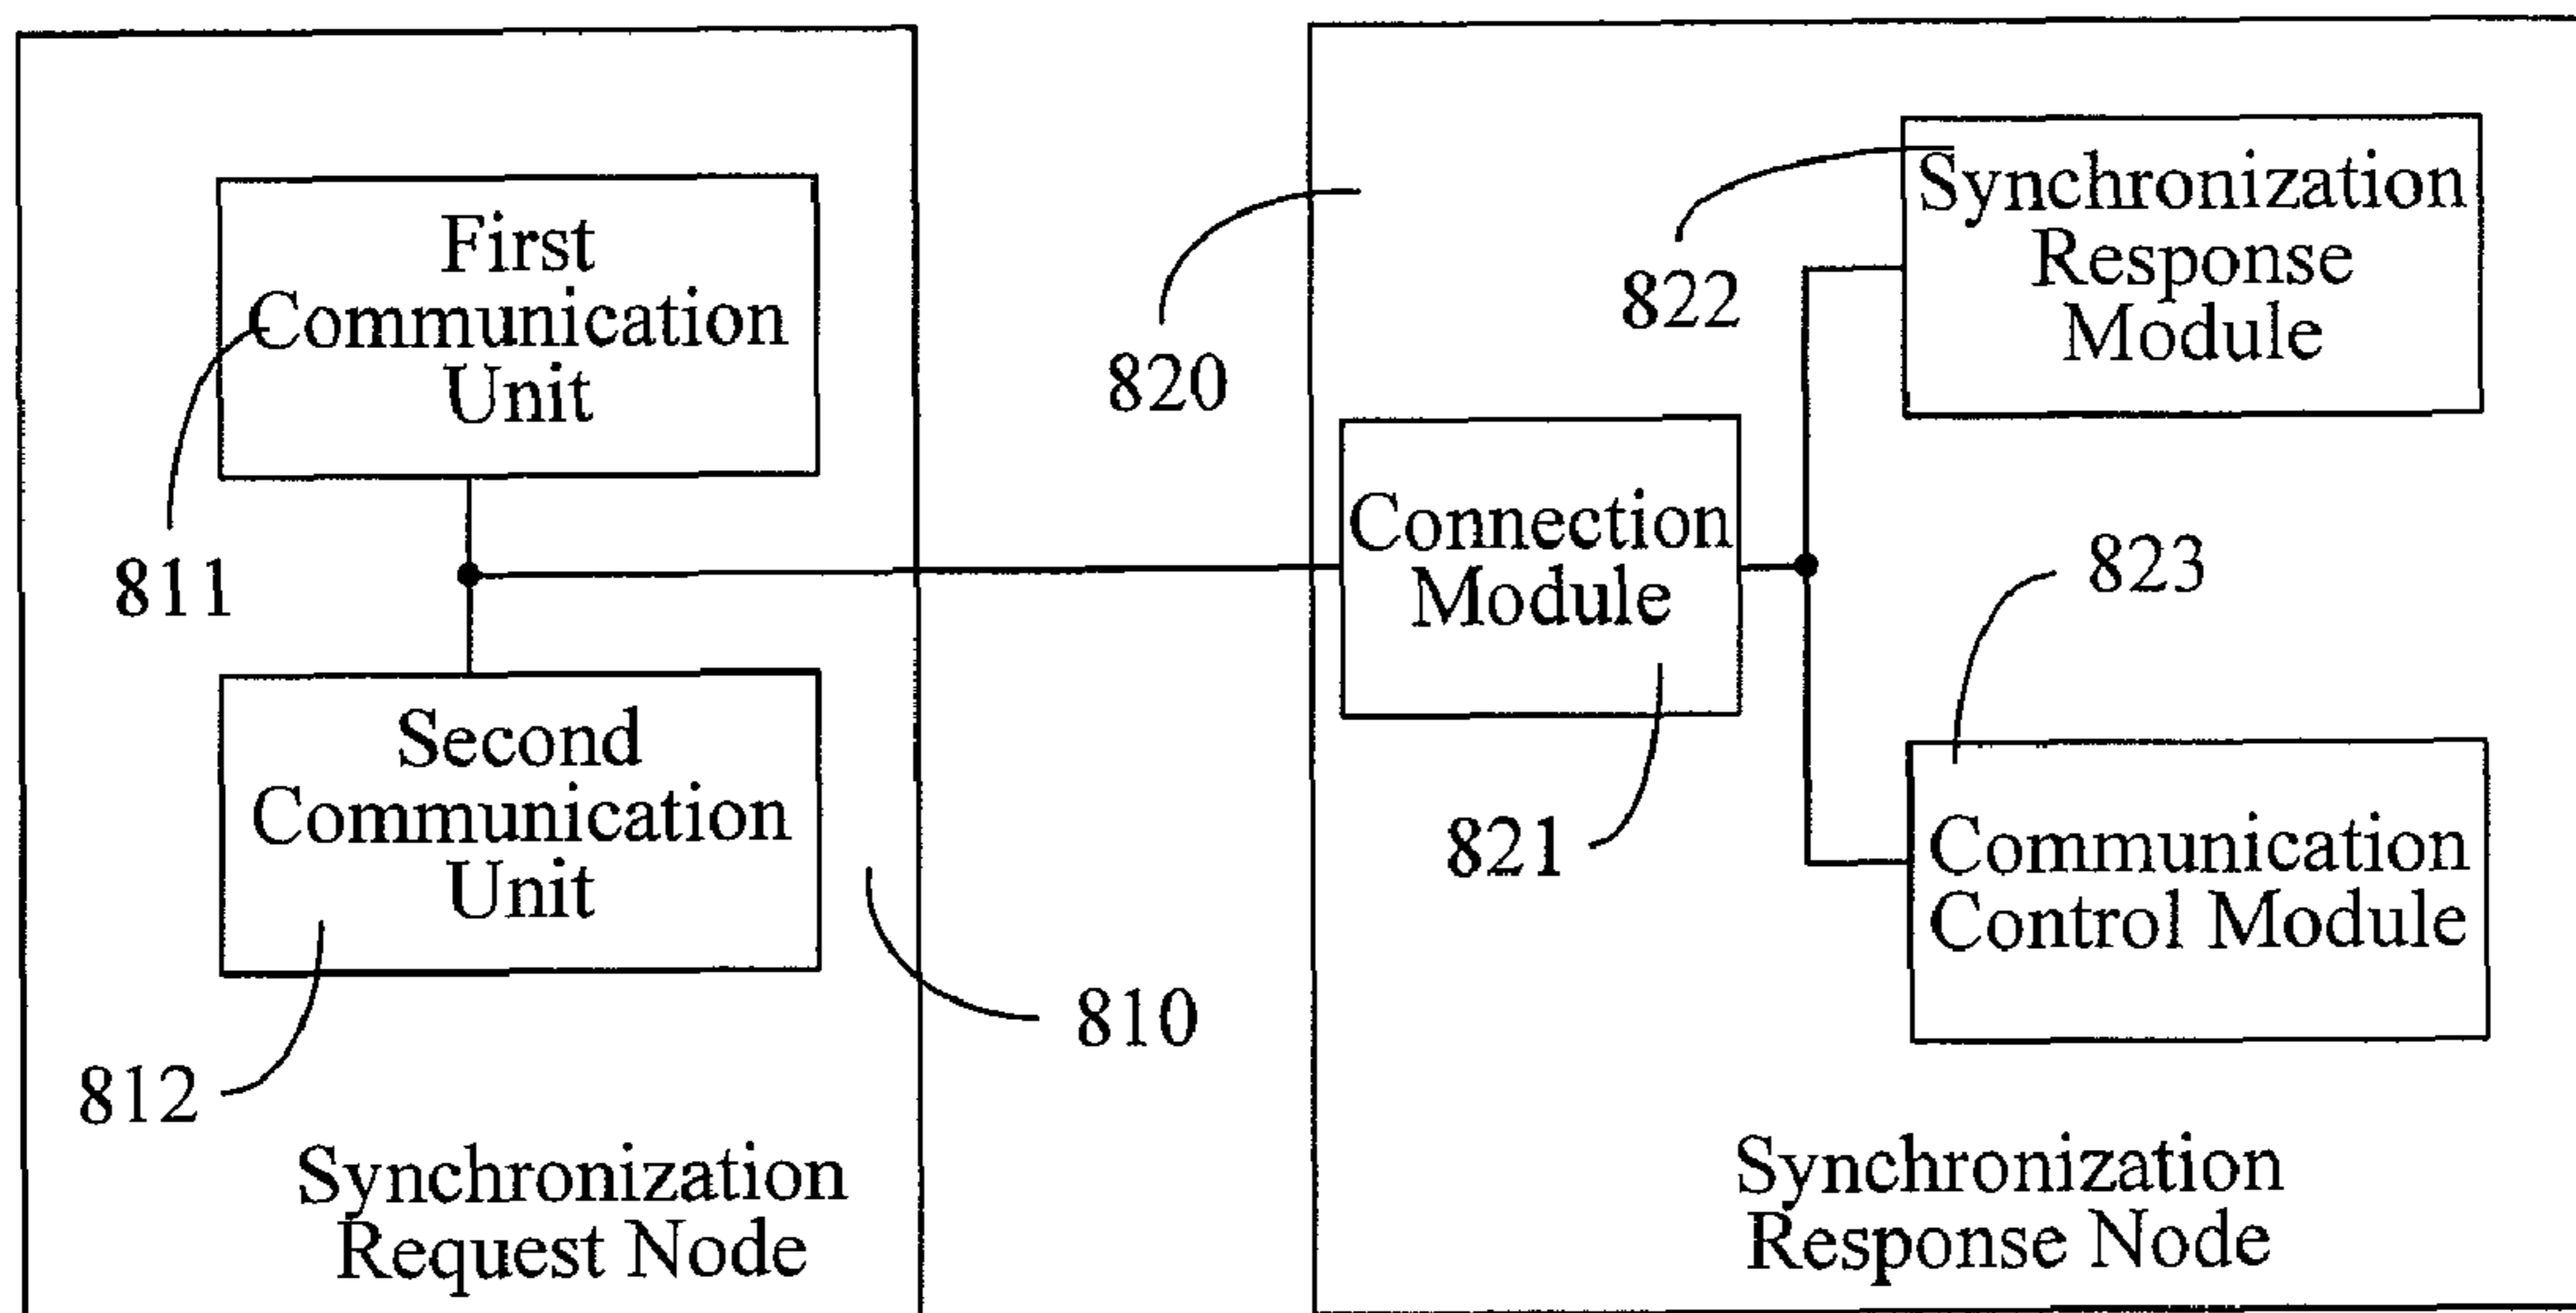 First
Communication
Unit
811
Second
Communication
Unit
812
810
Synchronization
Request Node
820
822
Synchronization
Response
Module
Connection
Module
821
823
Communication
Control Module
Synchronization
Response Node